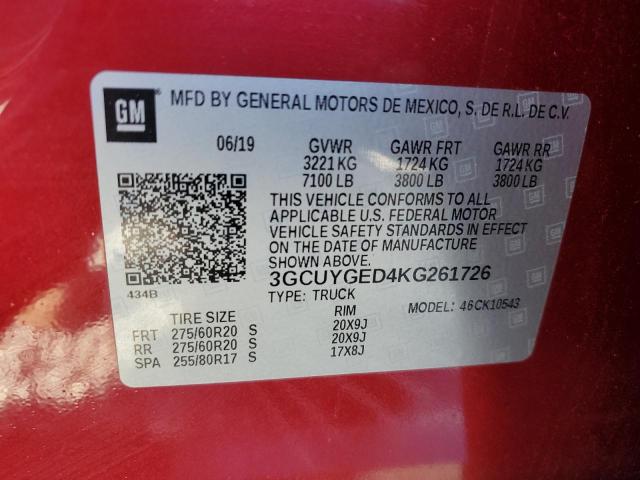 GM
MFD BY GENERAL MOTORS DE MEXICO, S. DE R.L. DE C.V.
06/19 GVWR GAWR FRT GAWR RR
3221 KG 1724 KG 1724 KG
7100 LB 3800 LB 3800 LB
THIS VEHICLE CONFORMS TO ALL
APPLICABLE U.S. FEDERAL MOTOR
VEHICLE SAFETY STANDARDS IN EFFECT
ON THE DATE OF MANUFACTURE
SHOWN ABOVE.
434B
3GCUYGED4KG261726
TYPE: TRUCK MODEL: 46CK10543
TIRE SIZE RIM
FRT 275/60R20 S 20X9J
RR 275/60R20 S 20X9J
SPA 255/80R17 S 17X8J